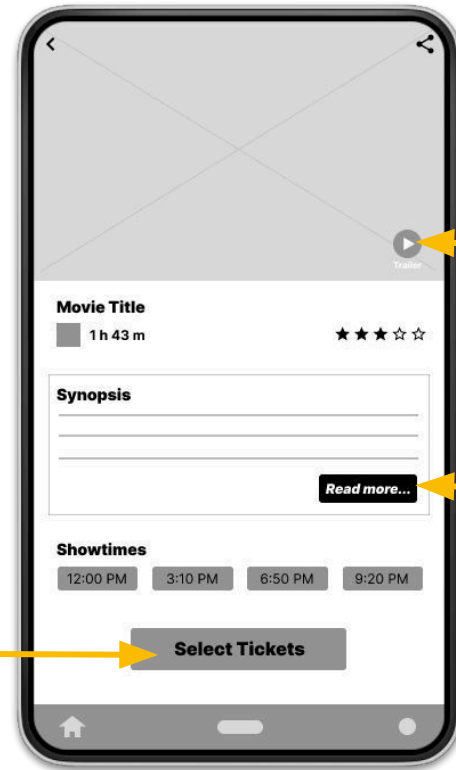 Trailer
Movie Title
1 h 43 m
Synopsis
Read more...
Showtimes
12:00 PM 3:10 PM 6:50 PM 9:20 PM
Select Tickets